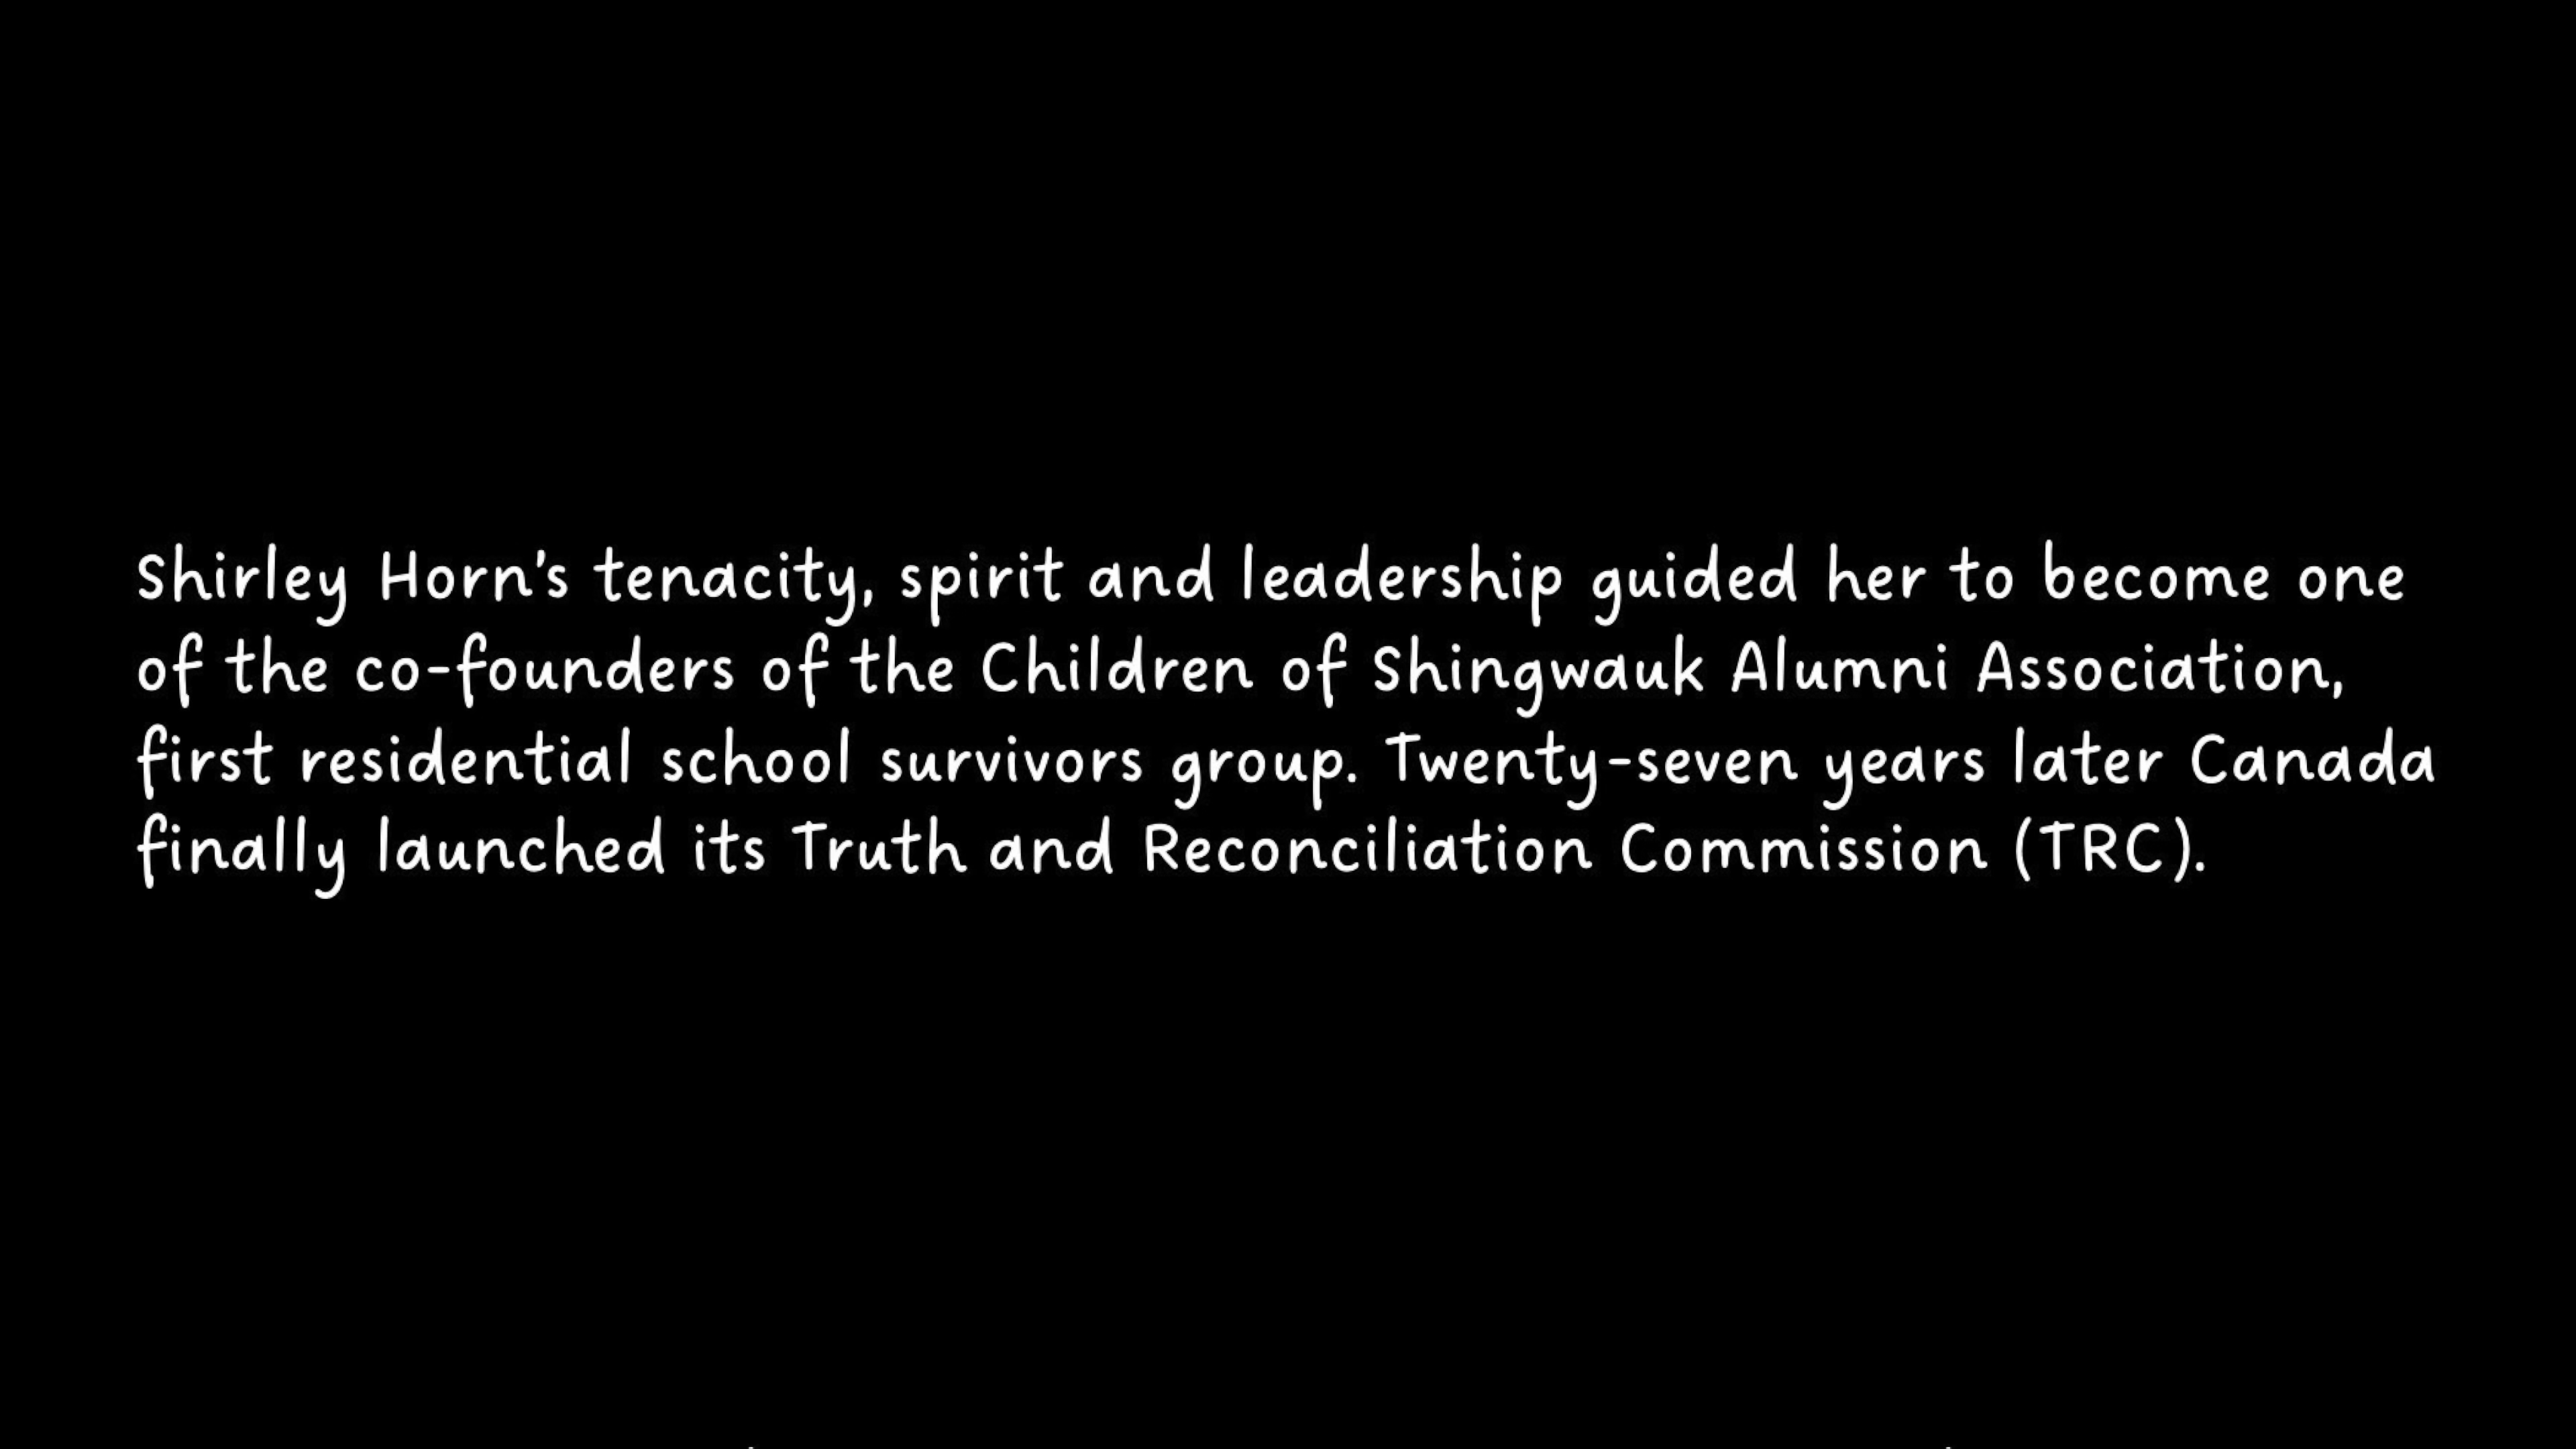 Shirley Horn's tenacity, spirit and leadership guided her to become one
of the co-founders of the Children of Shingwauk Alumni Association,
first residential school survivors group. Twenty-seven years later Canada
finally launched its Truth and Reconciliation Commission (TRC).